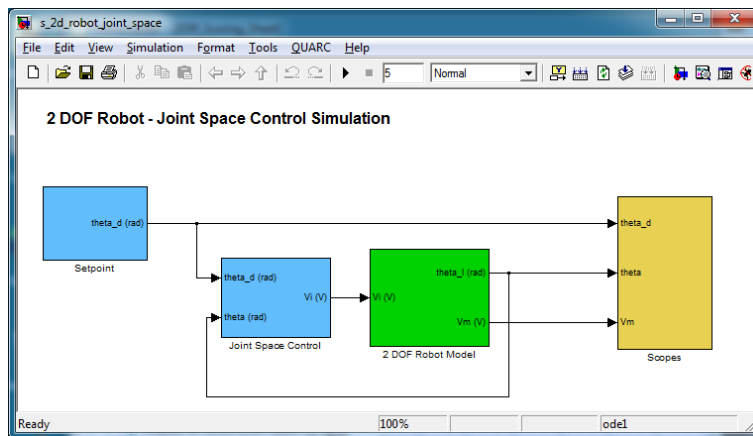 s_2d_robot_joint_space
File Edit View Simulation Format Tools QUARC Help
5 Normal
2 DOF Robot - Joint Space Control Simulation
theta_d (rad)
Setpoint
theta_d (rad)
theta (rad)
Vi (V)
Joint Space Control
Vi (V)
theta_l (rad)
Vm (V)
2 DOF Robot Model
theta_d
theta
Vm
Scopes
Ready 100% ode1